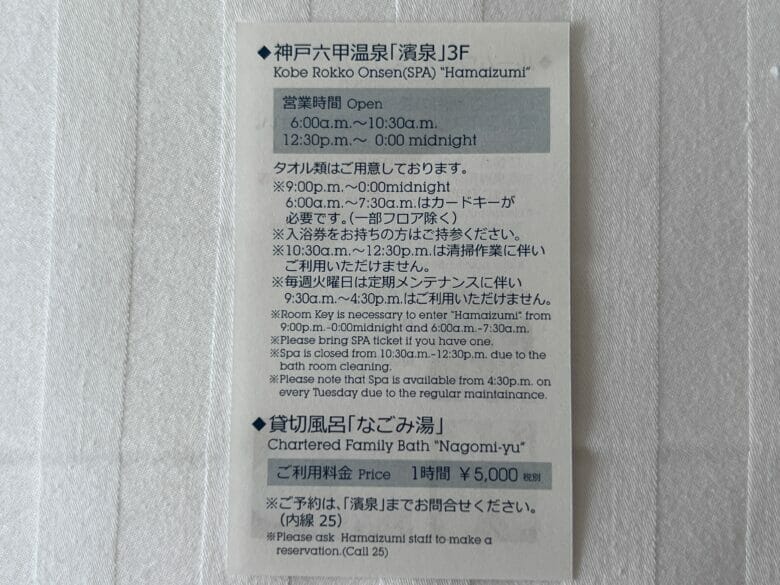 ◆神戸六甲温泉「濱泉」3F
Kobe Rokko Onsen(SPA) "Hamaizumi"
営業時間 Open
6:00a.m.～10:30a.m.
12:30p.m.～ 0:00 midnight
タオル類はご用意しております。
※9:00p.m.～0:00midnight
6:00a.m.～7:30a.m.はカードキーが
必要です。(一部フロア除く)
※入浴券をお持ちの方はご持参ください。
※10:30a.m.～12:30p.m.は清掃作業に伴い
ご利用いただけません。
※毎週火曜日は定期メンテナンスに伴い
9:30a.m.～4:30p.m.はご利用いただけません。
※Room Key is necessary to enter "Hamaizumi" from
9:00p.m.-0:00midnight and 6:00a.m.-7:30a.m.
※Please bring SPA ticket if you have one.
※Spa is closed from 10:30a.m.-12:30p.m. due to the
bath room cleaning.
※Please note that Spa is available from 4:30p.m. on
every Tuesday due to the regular maintainance.
◆貸切風呂「なごみ湯」
Chartered Family Bath "Nagomi-yu"
ご利用料金 Price 1時間 ￥5,000 税別
※ご予約は、「濱泉」までお問合せください。
(内線 25)
※Please ask Hamaizumi staff to make a
reservation.(Call 25)